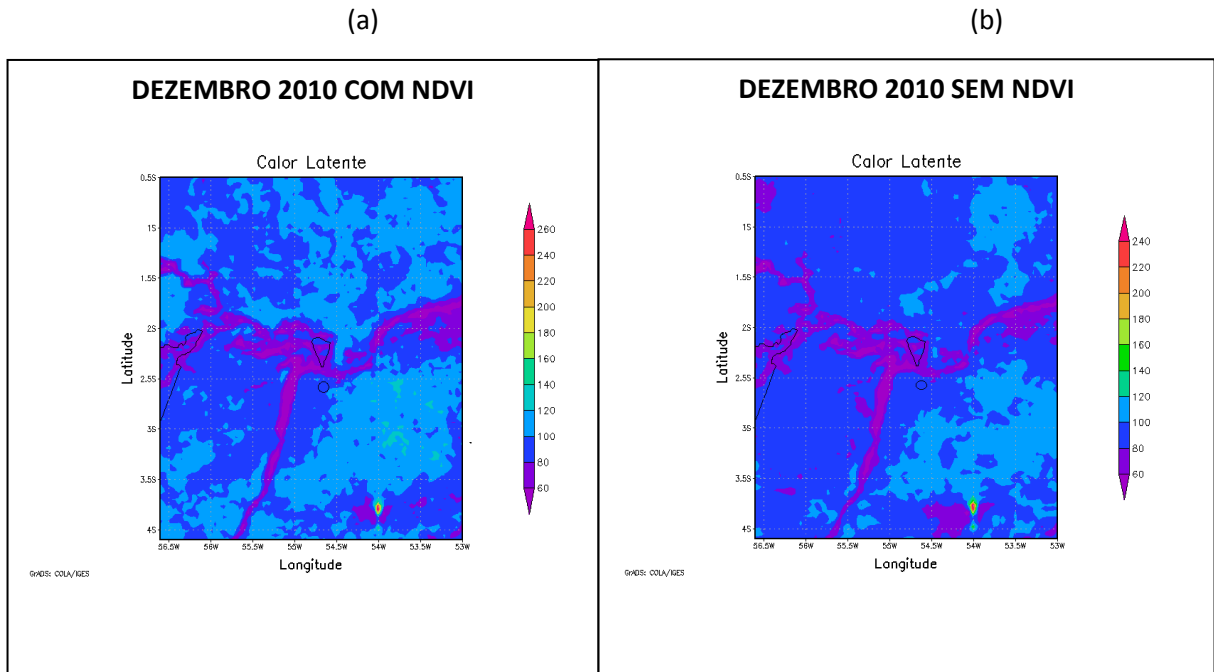 (a)
DEZEMBRO 2010 COM NDVI
Calor Latente
0.5S
1S
1.5S
2S
2.5S
3S
3.5S
4S
Latitude
56.5W 56W 55.5W 55W 54.5W 54W 53.5W 53W
Longitude
260
240
220
200
180
160
140
120
100
80
60
GrADS: COLA/IGES
(b)
DEZEMBRO 2010 SEM NDVI
Calor Latente
0.5S
1S
1.5S
2S
2.5S
3S
3.5S
4S
Latitude
56.5W 56W 55.5W 55W 54.5W 54W 53.5W 53W
Longitude
240
220
200
180
160
140
120
100
80
60
GrADS: COLA/IGES